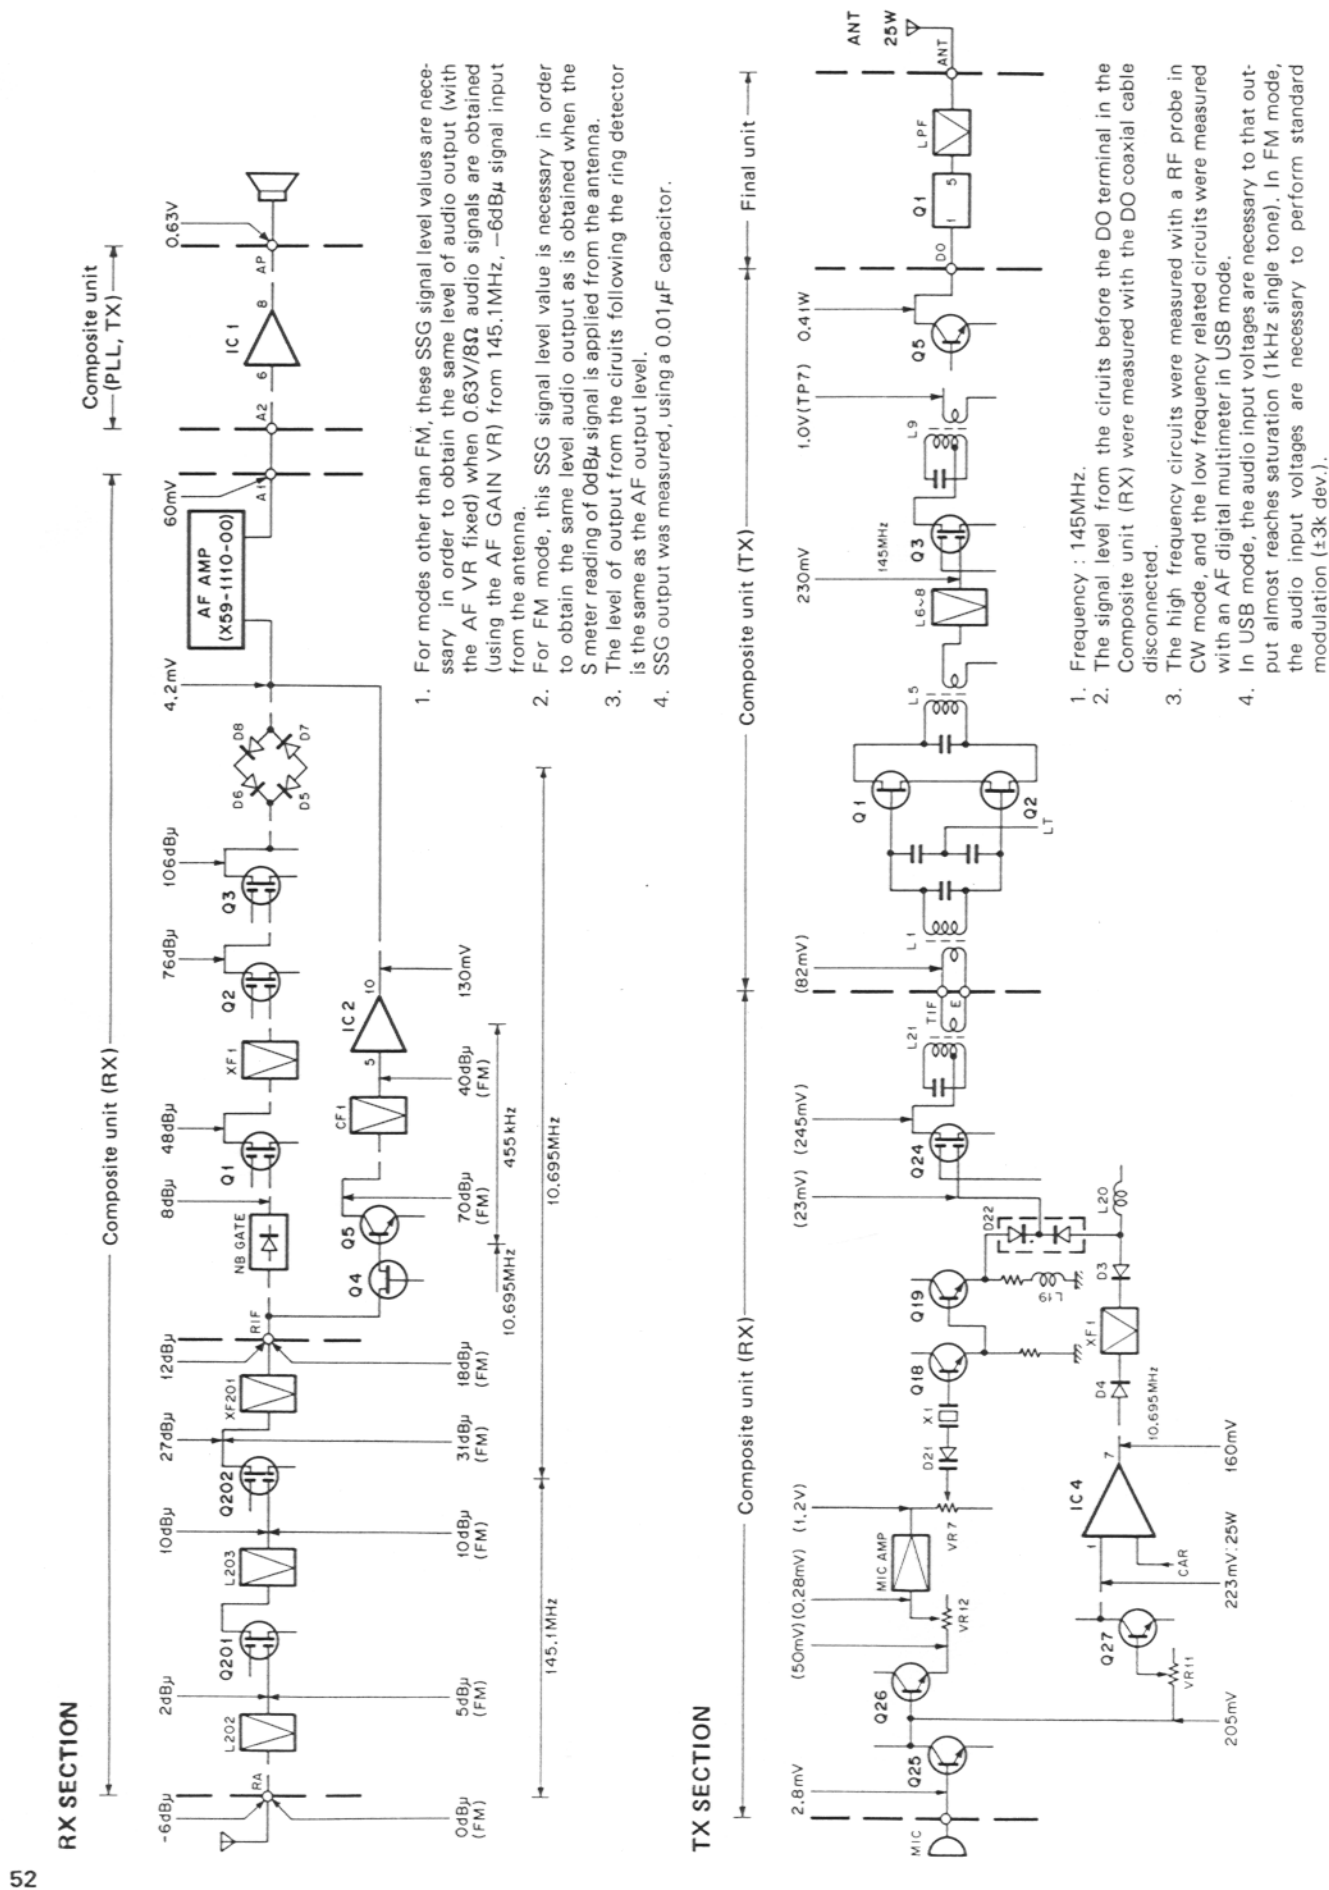 52
RX SECTION
Composite unit (RX)
Composite unit
(PLL, TX)
-6dBμ
2dBμ
10dBμ
27dBμ
12dBμ
8dBμ
48dBμ
76dBμ
106dBμ
4.2mV
60mV
0.63V
RA
L202
Q201
L203
Q202
XF201
RIF
NB GATE
Q1
XF1
Q2
Q3
D6
D8
D5
D7
AF AMP
(X59-1110-00)
A1
A2
6
IC1
8
AP
Q4
Q5
CF1
5
IC2
10
0dBμ
(FM)
5dBμ
(FM)
10dBμ
(FM)
31dBμ
(FM)
18dBμ
(FM)
70dBμ
(FM)
40dBμ
(FM)
130mV
10.695MHz
455kHz
145.1MHz
10.695MHz
1. For modes other than FM, these SSG signal level values are nece-
ssary in order to obtain the same level of audio output (with
the AF VR fixed) when 0.63V/8Ω audio signals are obtained
(using the AF GAIN VR) from 145.1MHz, −6dBμ signal input
from the antenna.
2. For FM mode, this SSG signal level value is necessary in order
to obtain the same level audio output as is obtained when the
S meter reading of 0dBμ signal is applied from the antenna.
3. The level of output from the ciruits following the ring detector
is the same as the AF output level.
4. SSG output was measured, using a 0.01μF capacitor.
TX SECTION
Composite unit (RX)
Composite unit (TX)
Final unit
2.8mV
(50mV)
(0.28mV)
(1.2V)
(23mV)
(245mV)
(82mV)
230mV
1.0V(TP7)
0.41W
ANT
25W
MIC
Q25
Q26
VR12
MIC AMP
VR7
D21
X1
Q18
Q19
L19
D22
L20
Q24
L21
TIF
E
L1
Q1
Q2
LT
L5
L6~8
145MHz
Q3
L9
Q5
DO
Q1
1
5
LPF
ANT
VR11
Q27
1
CAR
IC4
7
10.695MHz
D4
XF1
D3
205mV
223mV:25W
160mV
1. Frequency : 145MHz.
2. The signal level from the ciruits before the DO terminal in the
Composite unit (RX) were measured with the DO coaxial cable
disconnected.
3. The high frequency circuits were measured with a RF probe in
CW mode, and the low frequency related circuits were measured
with an AF digital multimeter in USB mode.
4. In USB mode, the audio input voltages are necessary to that out-
put almost reaches saturation (1kHz single tone). In FM mode,
the audio input voltages are necessary to perform standard
modulation (±3k dev.).